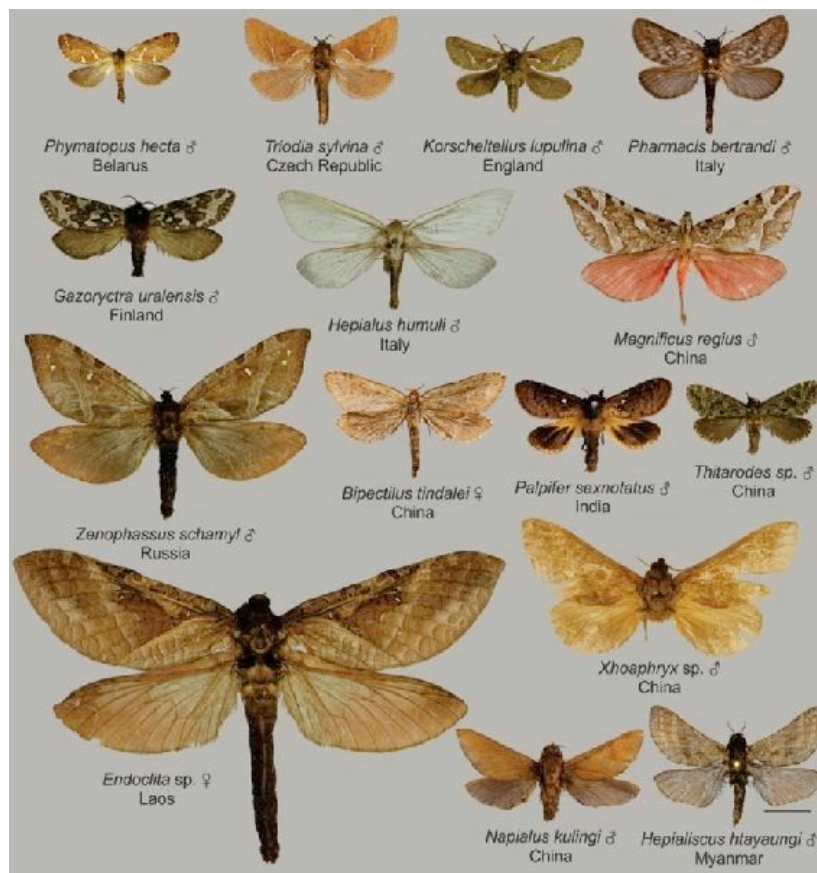 Phymatopus hecta ♂
Belarus
Triodia sylvina ♂
Czech Republic
Korscheltellus lupulina ♂
England
Pharmacis bertrandi ♂
Italy
Gazoryctra uralensis ♂
Finland
Hepialus humuli ♂
Italy
Magnificus regius ♂
China
Zenophassus schamyl ♂
Russia
Bipectilus tindalei ♀
China
Palpifer sexnotatus ♂
India
Thitarodes sp. ♂
China
Endoclita sp. ♀
Laos
Xhoaphryx sp. ♂
China
Napialus kulingi ♂
China
Hepialiscus htayaungi ♂
Myanmar